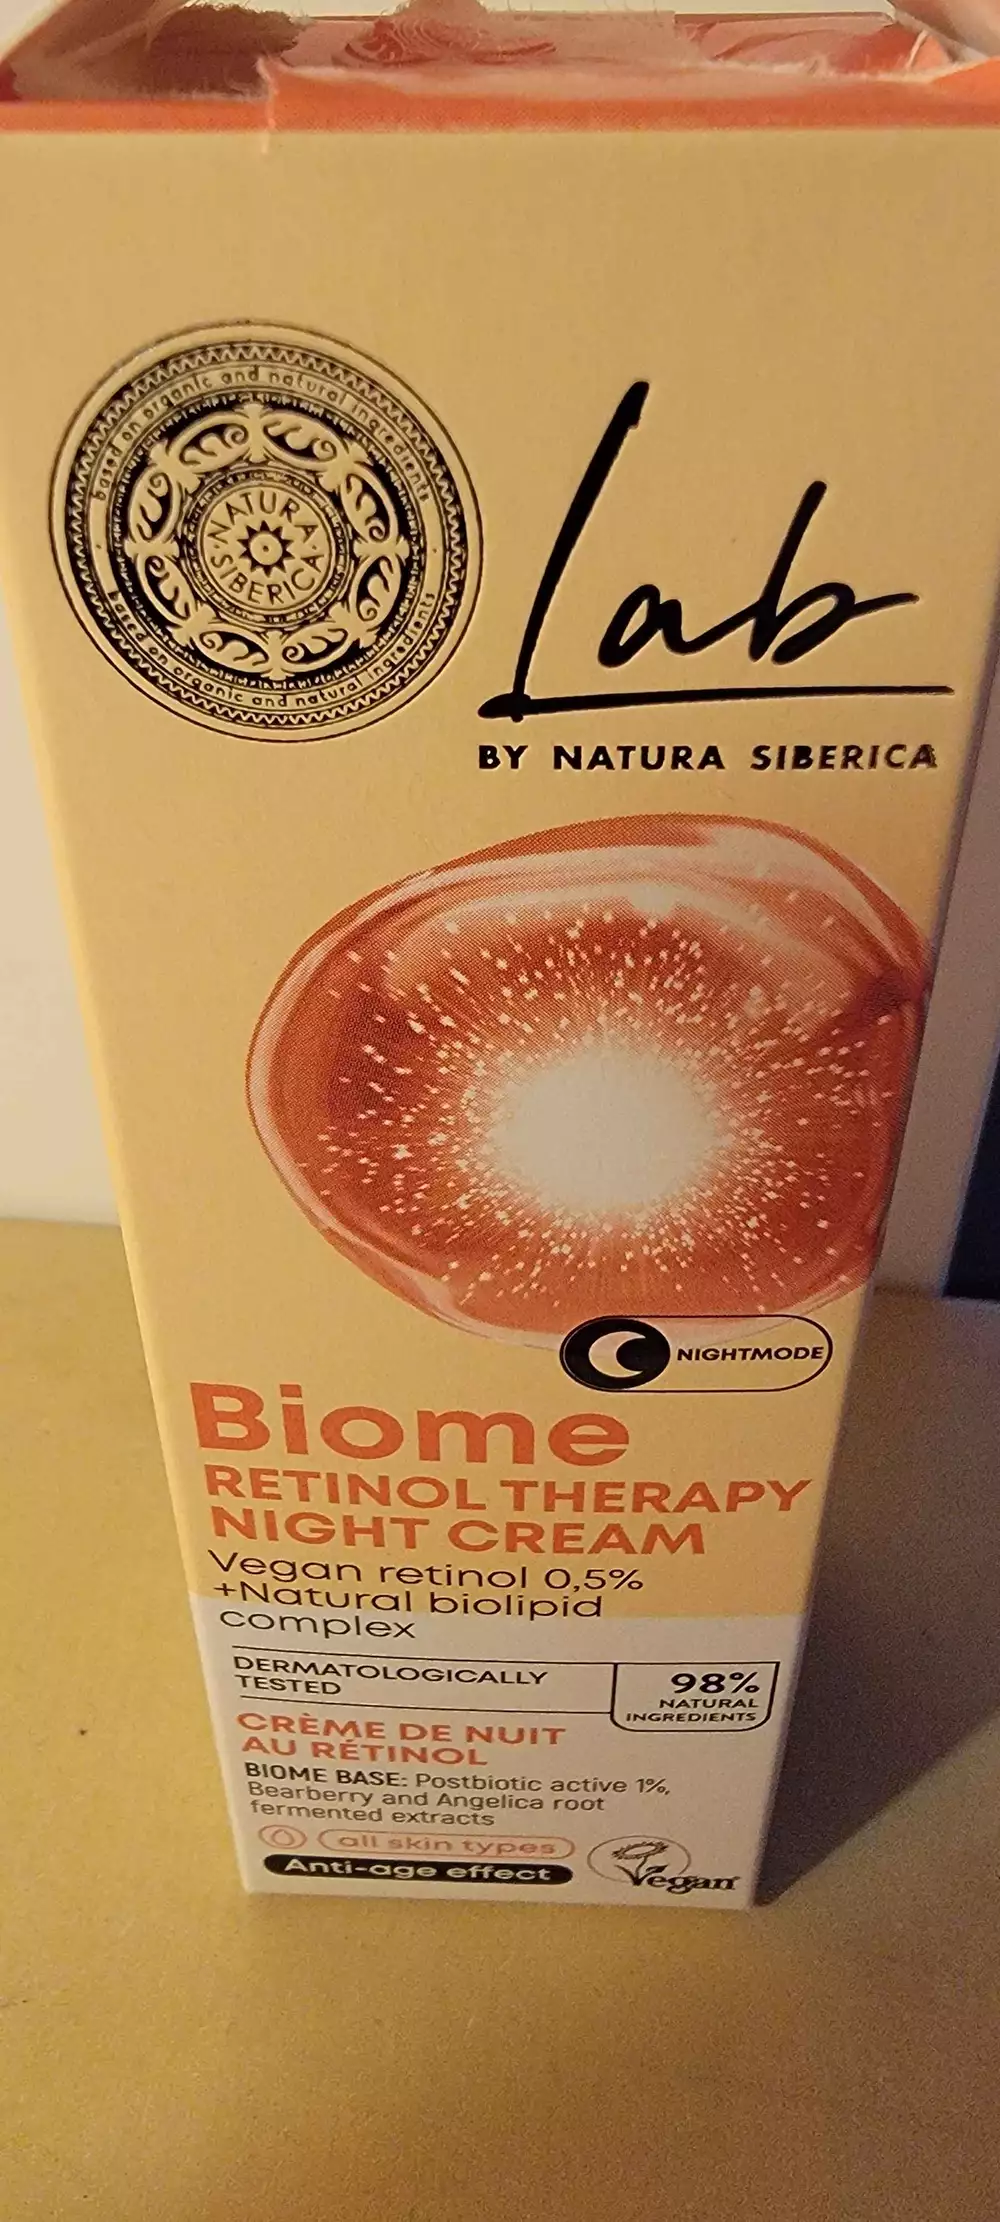 based on organic and natural ingredients
NATURA SIBERICA
based on organic and natural ingredients
Lab
BY NATURA SIBERICA
NIGHTMODE
Biome
RETINOL THERAPY
NIGHT CREAM
Vegan retinol 0,5%
+Natural biolipid
complex
DERMATOLOGICALLY
TESTED
98%
NATURAL
INGREDIENTS
CRÈME DE NUIT
AU RÉTINOL
BIOME BASE: Postbiotic active 1%,
Bearberry and Angelica root
fermented extracts
all skin types
Anti-age effect
Vegan